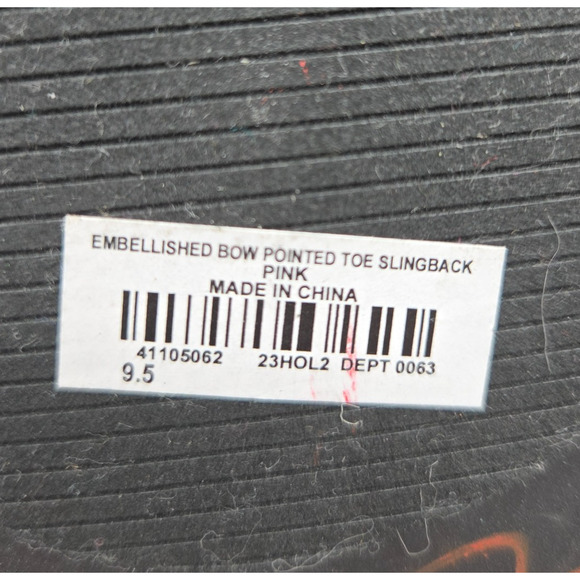 EMBELLISHED BOW POINTED TOE SLINGBACK
PINK
MADE IN CHINA
41105062 23HOL2 DEPT 0063
9.5